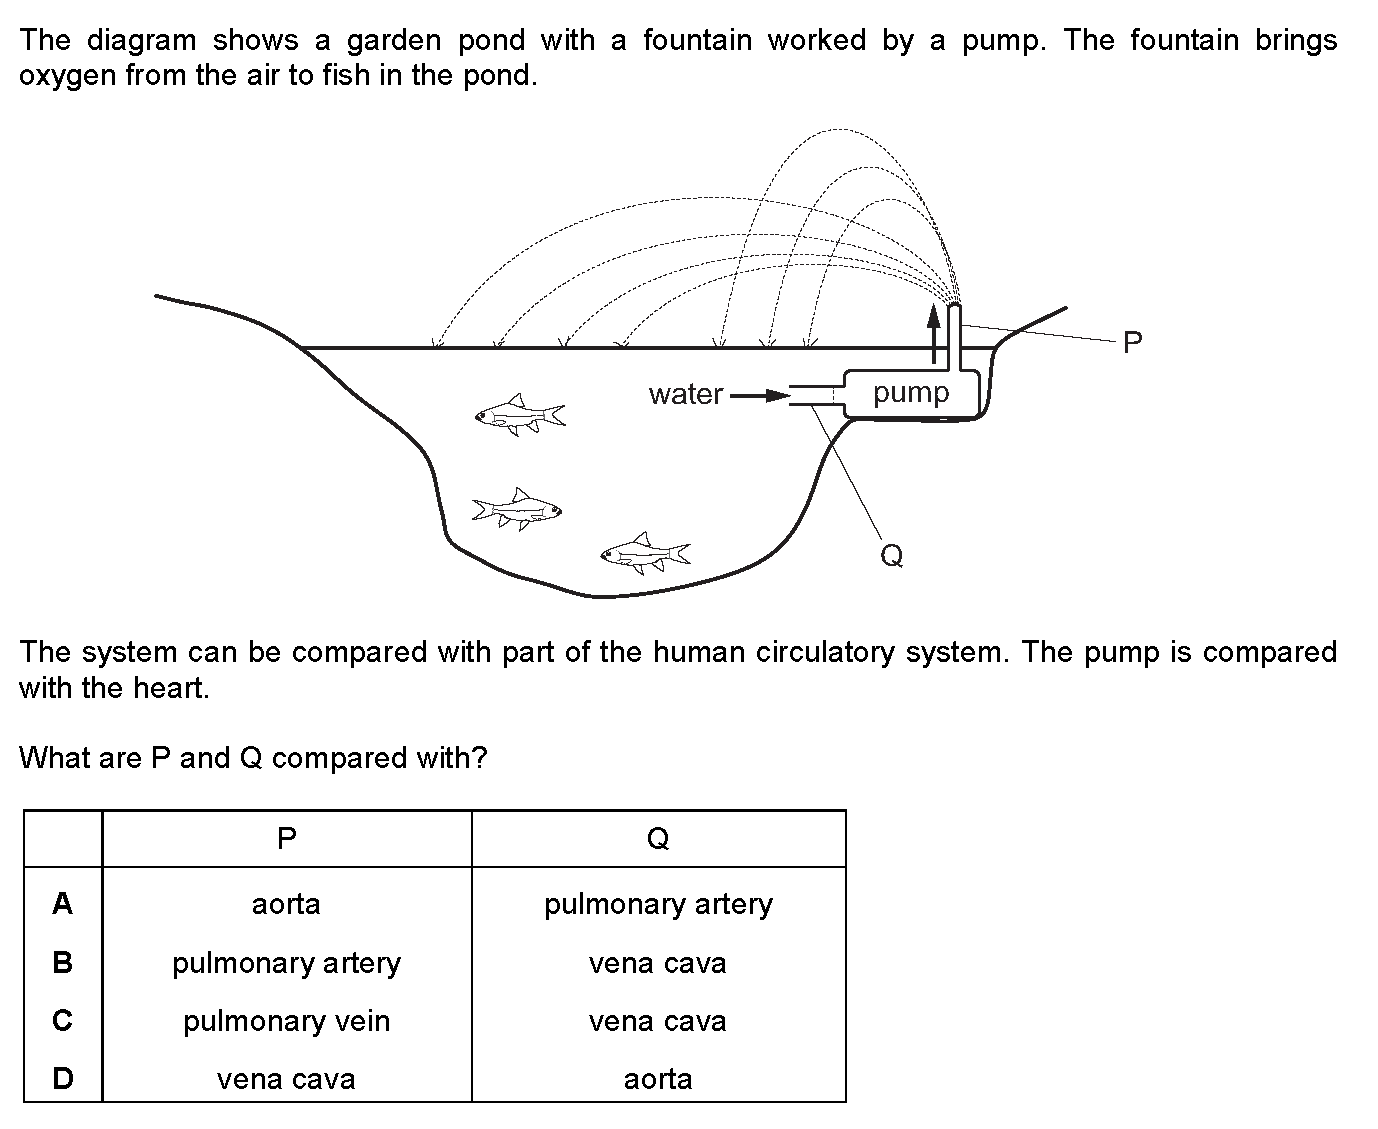 The diagram shows a garden pond with a fountain worked by a pump. The fountain brings
oxygen from the air to fish in the pond.
P
water
pump
Q
The system can be compared with part of the human circulatory system. The pump is compared
with the heart.
What are P and Q compared with?
P Q
A aorta pulmonary artery
B pulmonary artery vena cava
C pulmonary vein vena cava
D vena cava aorta